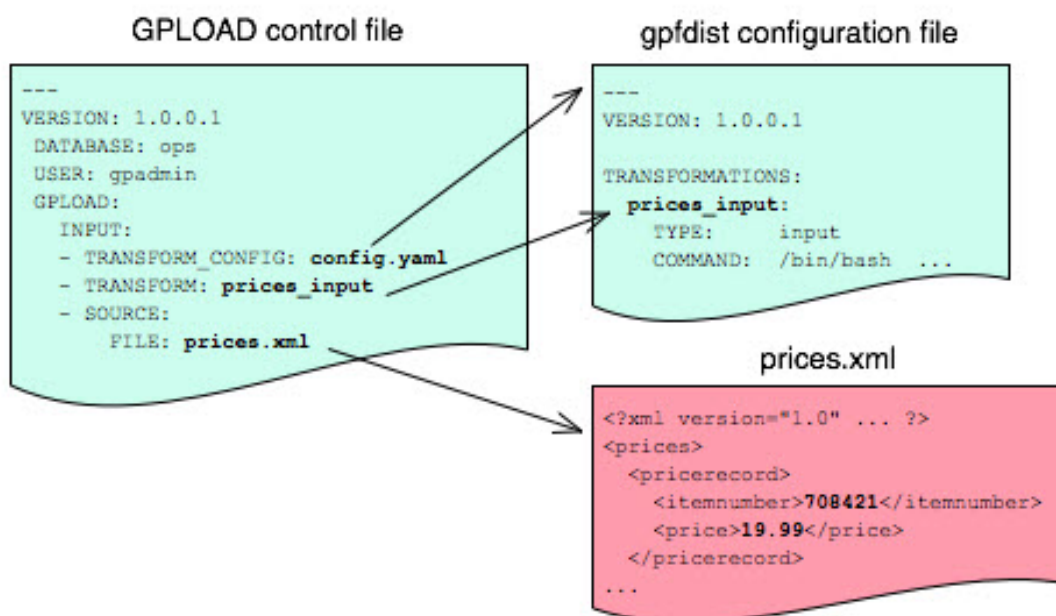 GPLOAD control file
---
VERSION: 1.0.0.1
DATABASE: ops
USER: gpadmin
GPLOAD:
INPUT:
- TRANSFORM_CONFIG: config.yaml
- TRANSFORM: prices_input
- SOURCE:
FILE: prices.xml
gpfdist configuration file
---
VERSION: 1.0.0.1
TRANSFORMATIONS:
prices_input:
TYPE: input
COMMAND: /bin/bash ...
prices.xml
<?xml version="1.0" ... ?>
<prices>
<pricerecord>
<itemnumber>708421</itemnumber>
<price>19.99</price>
</pricerecord>
...